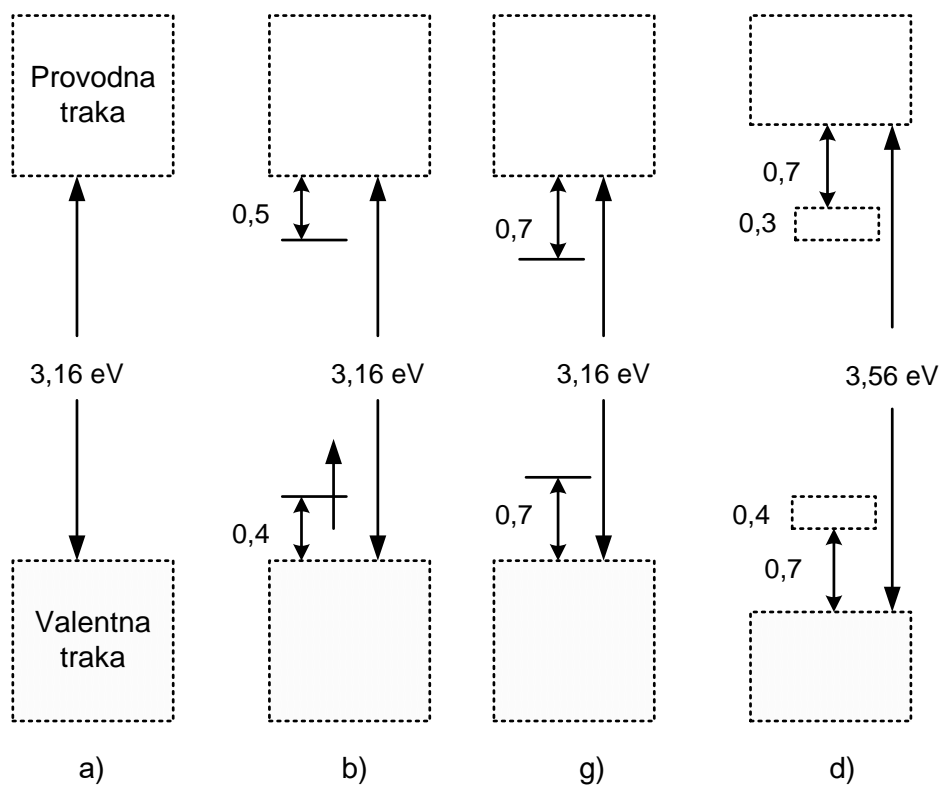 Provodna
traka
0,5
0,7
0,7
0,3
3,16 eV
3,16 eV
3,16 eV
3,56 eV
0,4
0,7
0,4
0,7
Valentna
traka
a)
b)
g)
d)